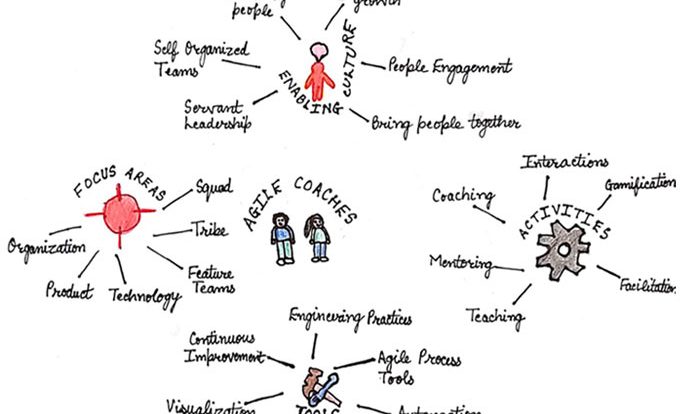 people
growth
Self Organized
Teams
CULTURE
ENABLING
People Engagement
Servant
Leadership
Bring people together
FOCUS AREAS
Squad
Tribe
Feature
Teams
Technology
Product
Organization
AGILE COACHES
Interactions
Gamification
Coaching
ACTIVITIES
Mentoring
Facilitation
Teaching
Engineering Practices
Continuous
Improvement
Agile Process
Tools
Visualization
TOOLS
Automation